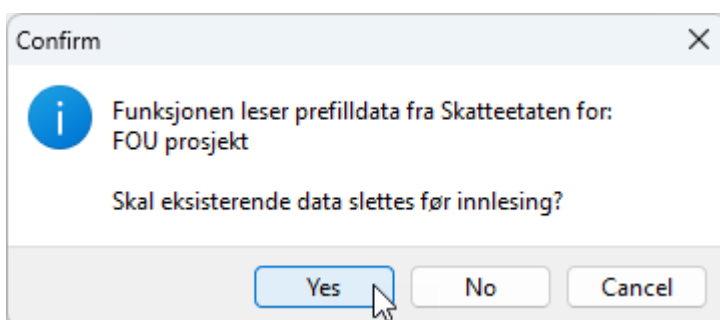 Confirm
Funksjonen leser prefilldata fra Skatteetaten for:
FOU prosjekt
Skal eksisterende data slettes før innlesing?
Yes
No
Cancel